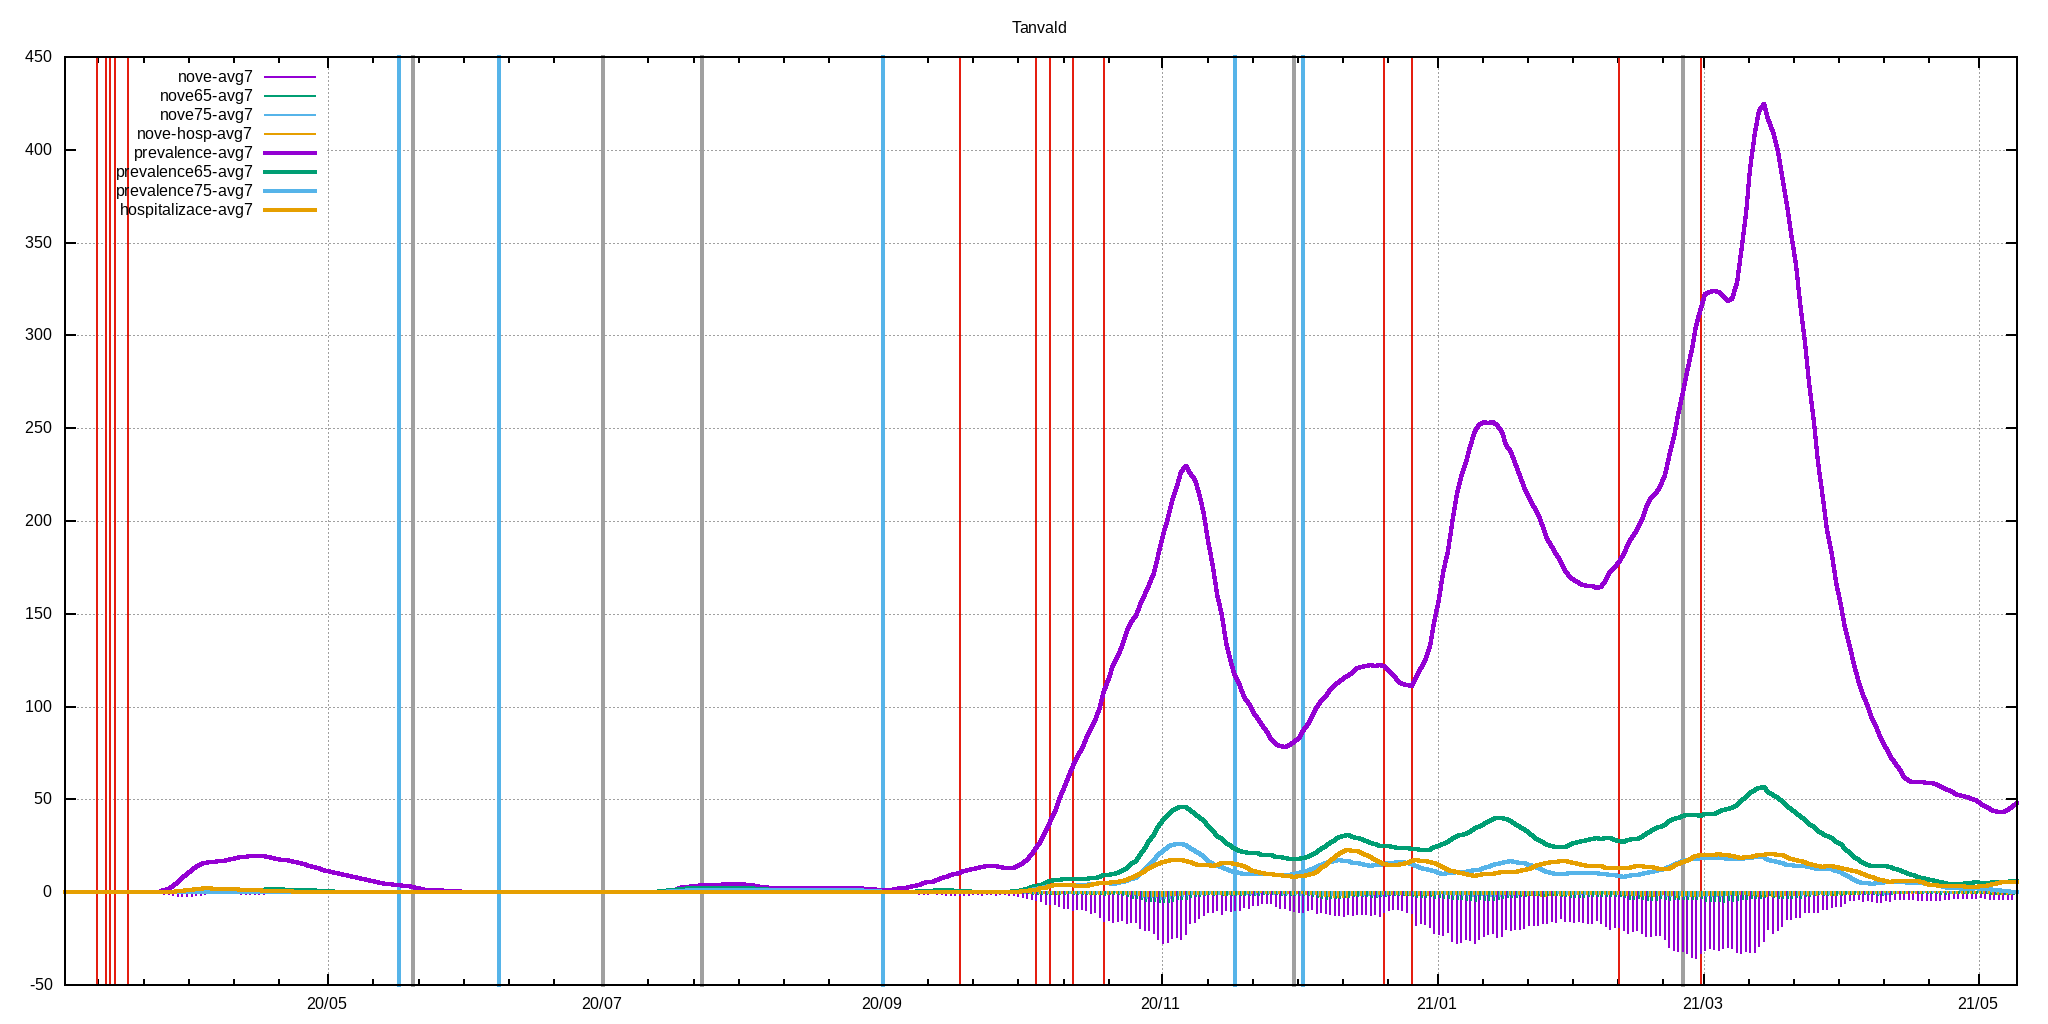 Tanvald
450
400
350
300
250
200
150
100
50
0
-50
nove-avg7
nove65-avg7
nove75-avg7
nove-hosp-avg7
prevalence-avg7
prevalence65-avg7
prevalence75-avg7
hospitalizace-avg7
20/05 20/07 20/09 20/11 21/01 21/03 21/05